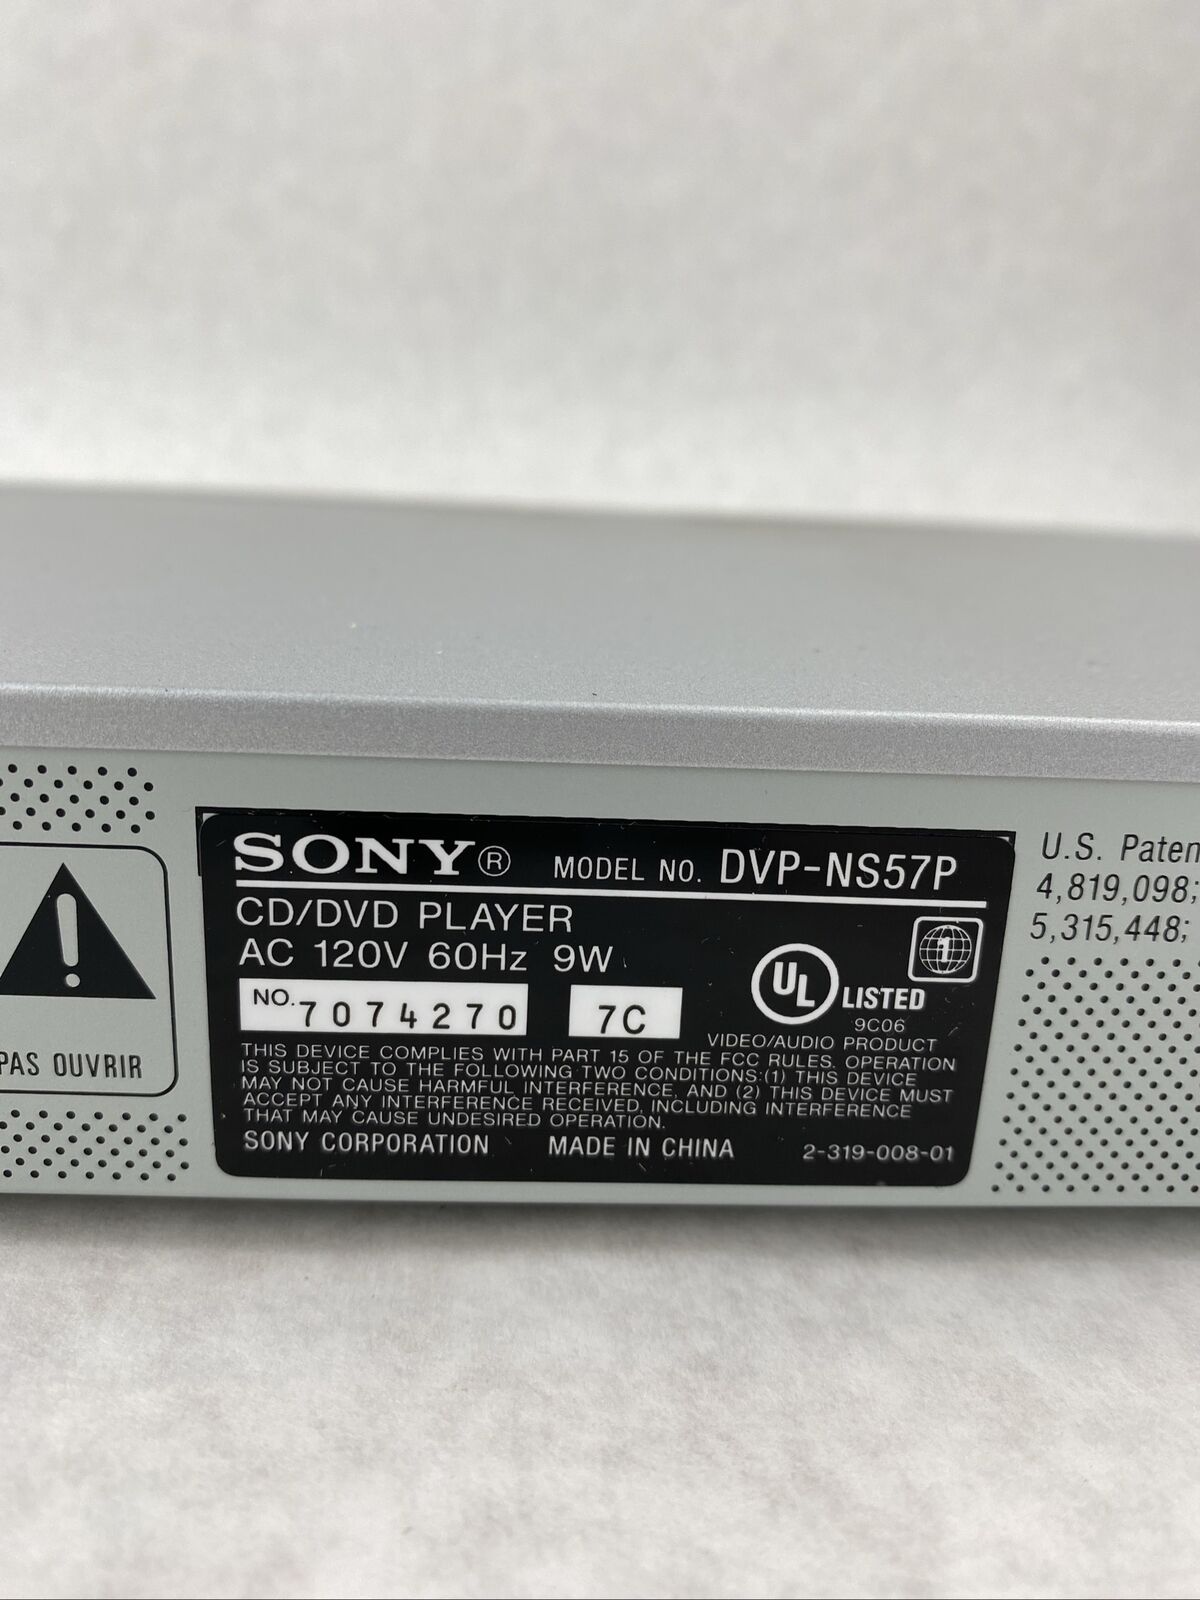 SONY® MODEL NO. DVP-NS57P
CD/DVD PLAYER
AC 120V 60Hz 9W
NO. 7074270 7C
1
UL LISTED
9C06
VIDEO/AUDIO PRODUCT
THIS DEVICE COMPLIES WITH PART 15 OF THE FCC RULES. OPERATION
IS SUBJECT TO THE FOLLOWING TWO CONDITIONS:(1) THIS DEVICE
MAY NOT CAUSE HARMFUL INTERFERENCE, AND (2) THIS DEVICE MUST
ACCEPT ANY INTERFERENCE RECEIVED, INCLUDING INTERFERENCE
THAT MAY CAUSE UNDESIRED OPERATION.
SONY CORPORATION MADE IN CHINA 2-319-008-01
!
PAS OUVRIR
U.S. Paten
4,819,098;
5,315,448;